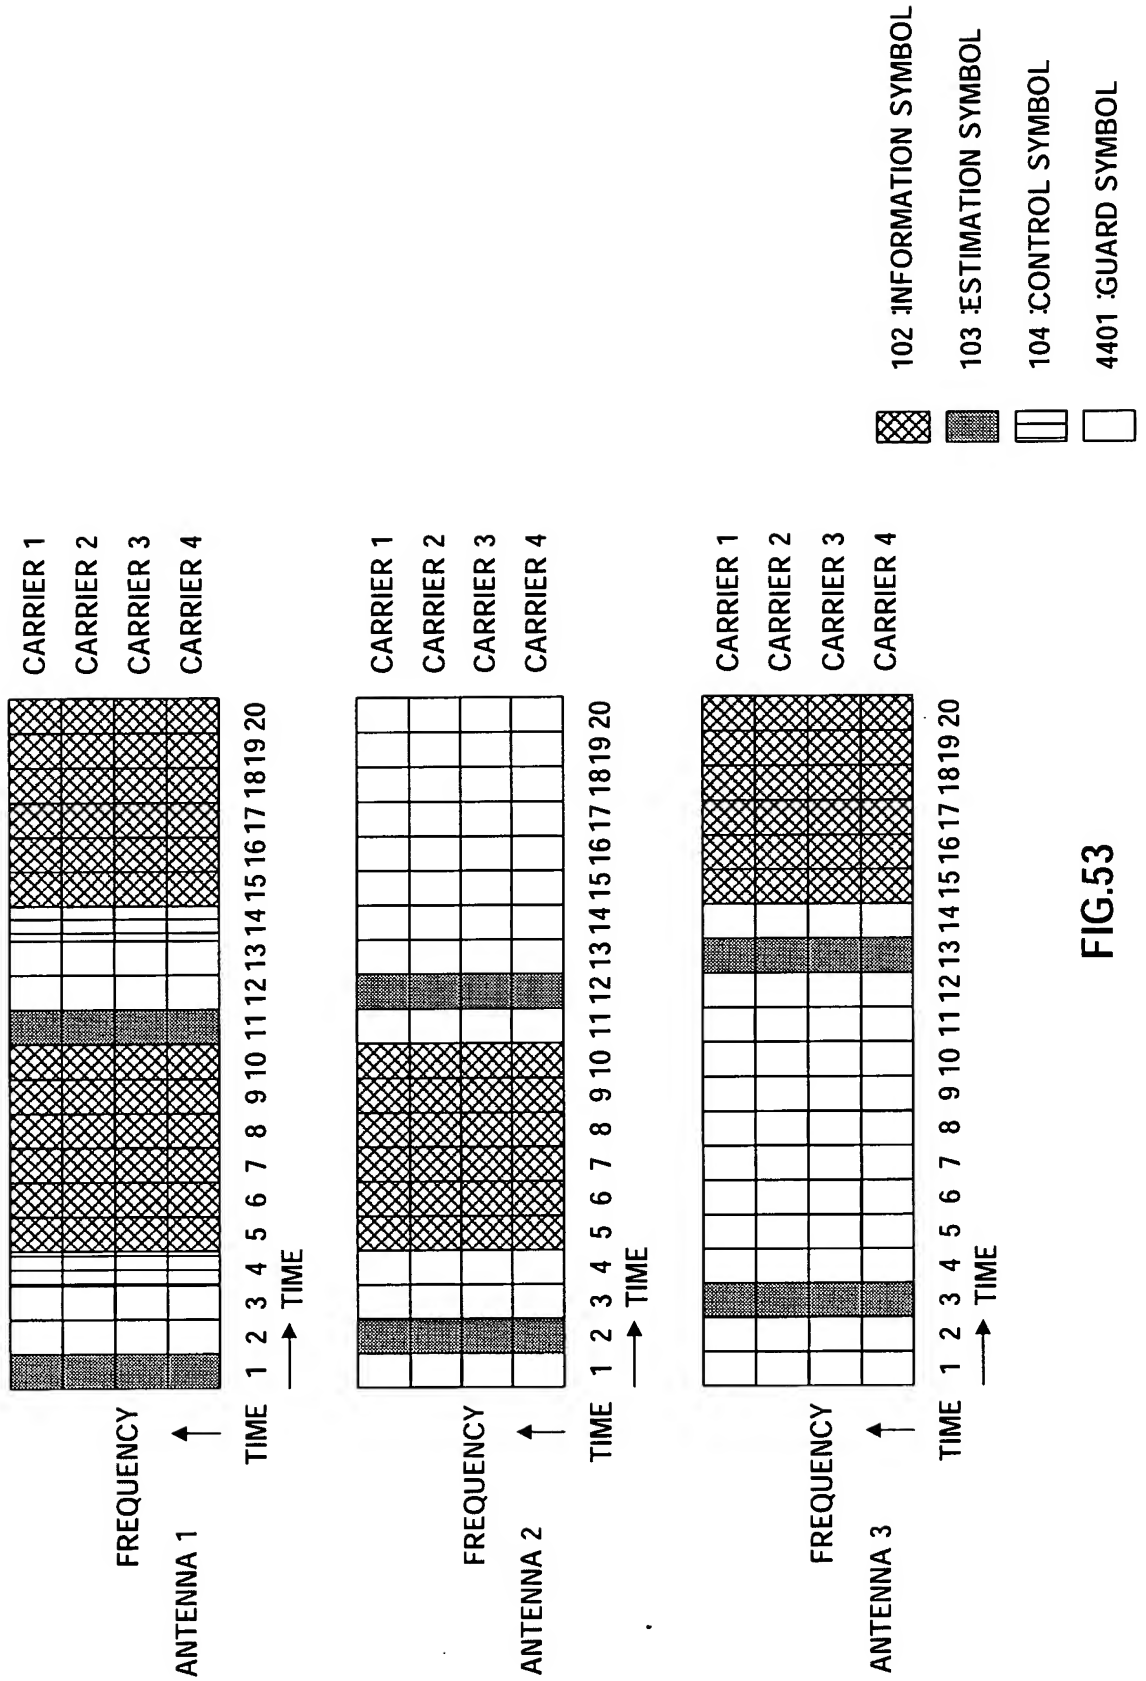 CARRIER 1
CARRIER 2
CARRIER 3
CARRIER 4
FREQUENCY
ANTENNA 1
TIME 1 2 3 4 5 6 7 8 9 10 11 12 13 14 15 16 17 18 19 20
TIME
CARRIER 1
CARRIER 2
CARRIER 3
CARRIER 4
FREQUENCY
ANTENNA 2
TIME 1 2 3 4 5 6 7 8 9 10 11 12 13 14 15 16 17 18 19 20
TIME
CARRIER 1
CARRIER 2
CARRIER 3
CARRIER 4
FREQUENCY
ANTENNA 3
TIME 1 2 3 4 5 6 7 8 9 10 11 12 13 14 15 16 17 18 19 20
TIME
102 :INFORMATION SYMBOL
103 :ESTIMATION SYMBOL
104 :CONTROL SYMBOL
4401 :GUARD SYMBOL
FIG.53